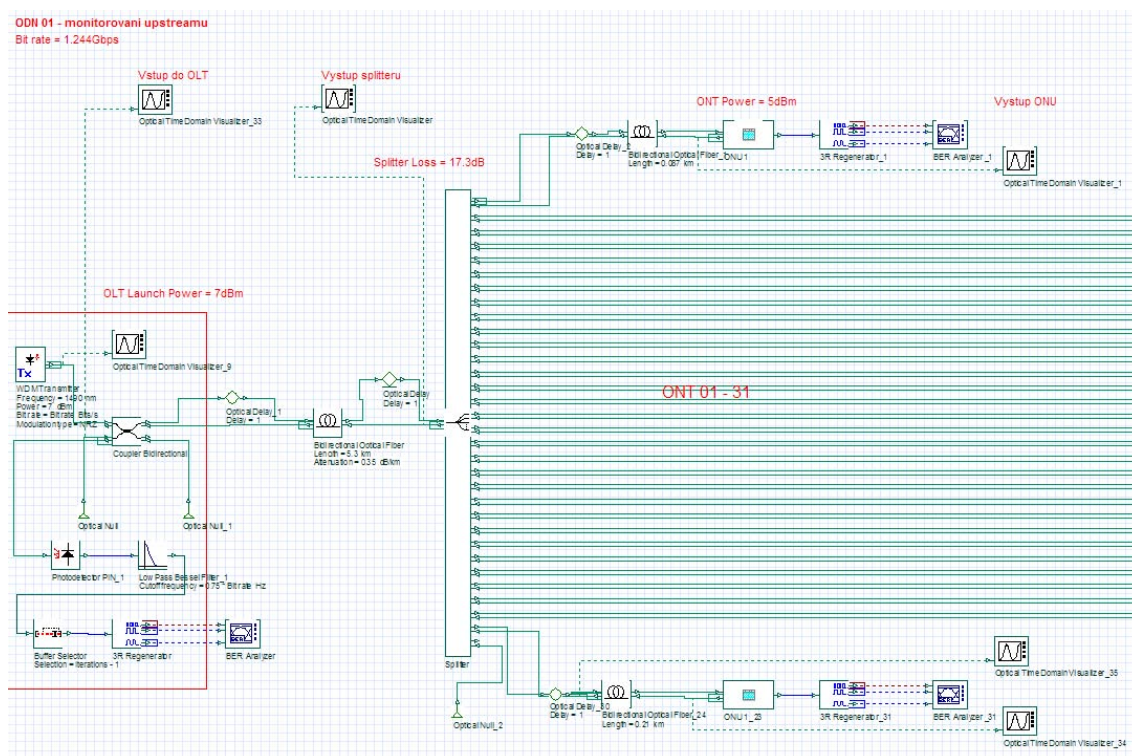 ODN 01 - monitorovani upstreamu
Bit rate = 1.244Gbps
Vstup do OLT
Optical Time Domain Visualizer_33
Vystup splitteru
Optical Time Domain Visualizer
ONT Power = 5dBm
Vystup ONU
Splitter Loss = 17.3dB
Optical Delay_2
Delay = 1
Bidirectional Optical Fiber_
Length = 0.087 km
ONU1
3R Regenerator_1
BER Analyzer_1
Optical Time Domain Visualizer_1
OLT Launch Power = 7dBm
Optical Time Domain Visualizer_9
Tx
WDM Transmitter
Frequency = 1490 nm
Power = 7 dBm
Bitrate = Bitrate Bits/s
Modulation type = NRZ
Coupler Bidirectional
Optical Delay_1
Delay = 1
Optical Delay
Delay = 1
Bidirectional Optical Fiber
Length = 5.3 km
Attenuation = 0.35 dB/km
ONT 01 - 31
Optical Null
Optical Null_1
Photodetector PIN_1
Low Pass Bessel Filter_1
Cutoff frequency = 0.75 * Bit rate Hz
Buffer Selector
Selection = Iterations - 1
3R Regenerator
BER Analyzer
Splitter
Optical Null_2
Optical Delay_30
Delay = 1
Bidirectional Optical Fiber_24
Length = 0.21 km
ONU1_23
3R Regenerator_31
BER Analyzer_31
Optical Time Domain Visualizer_35
Optical Time Domain Visualizer_34